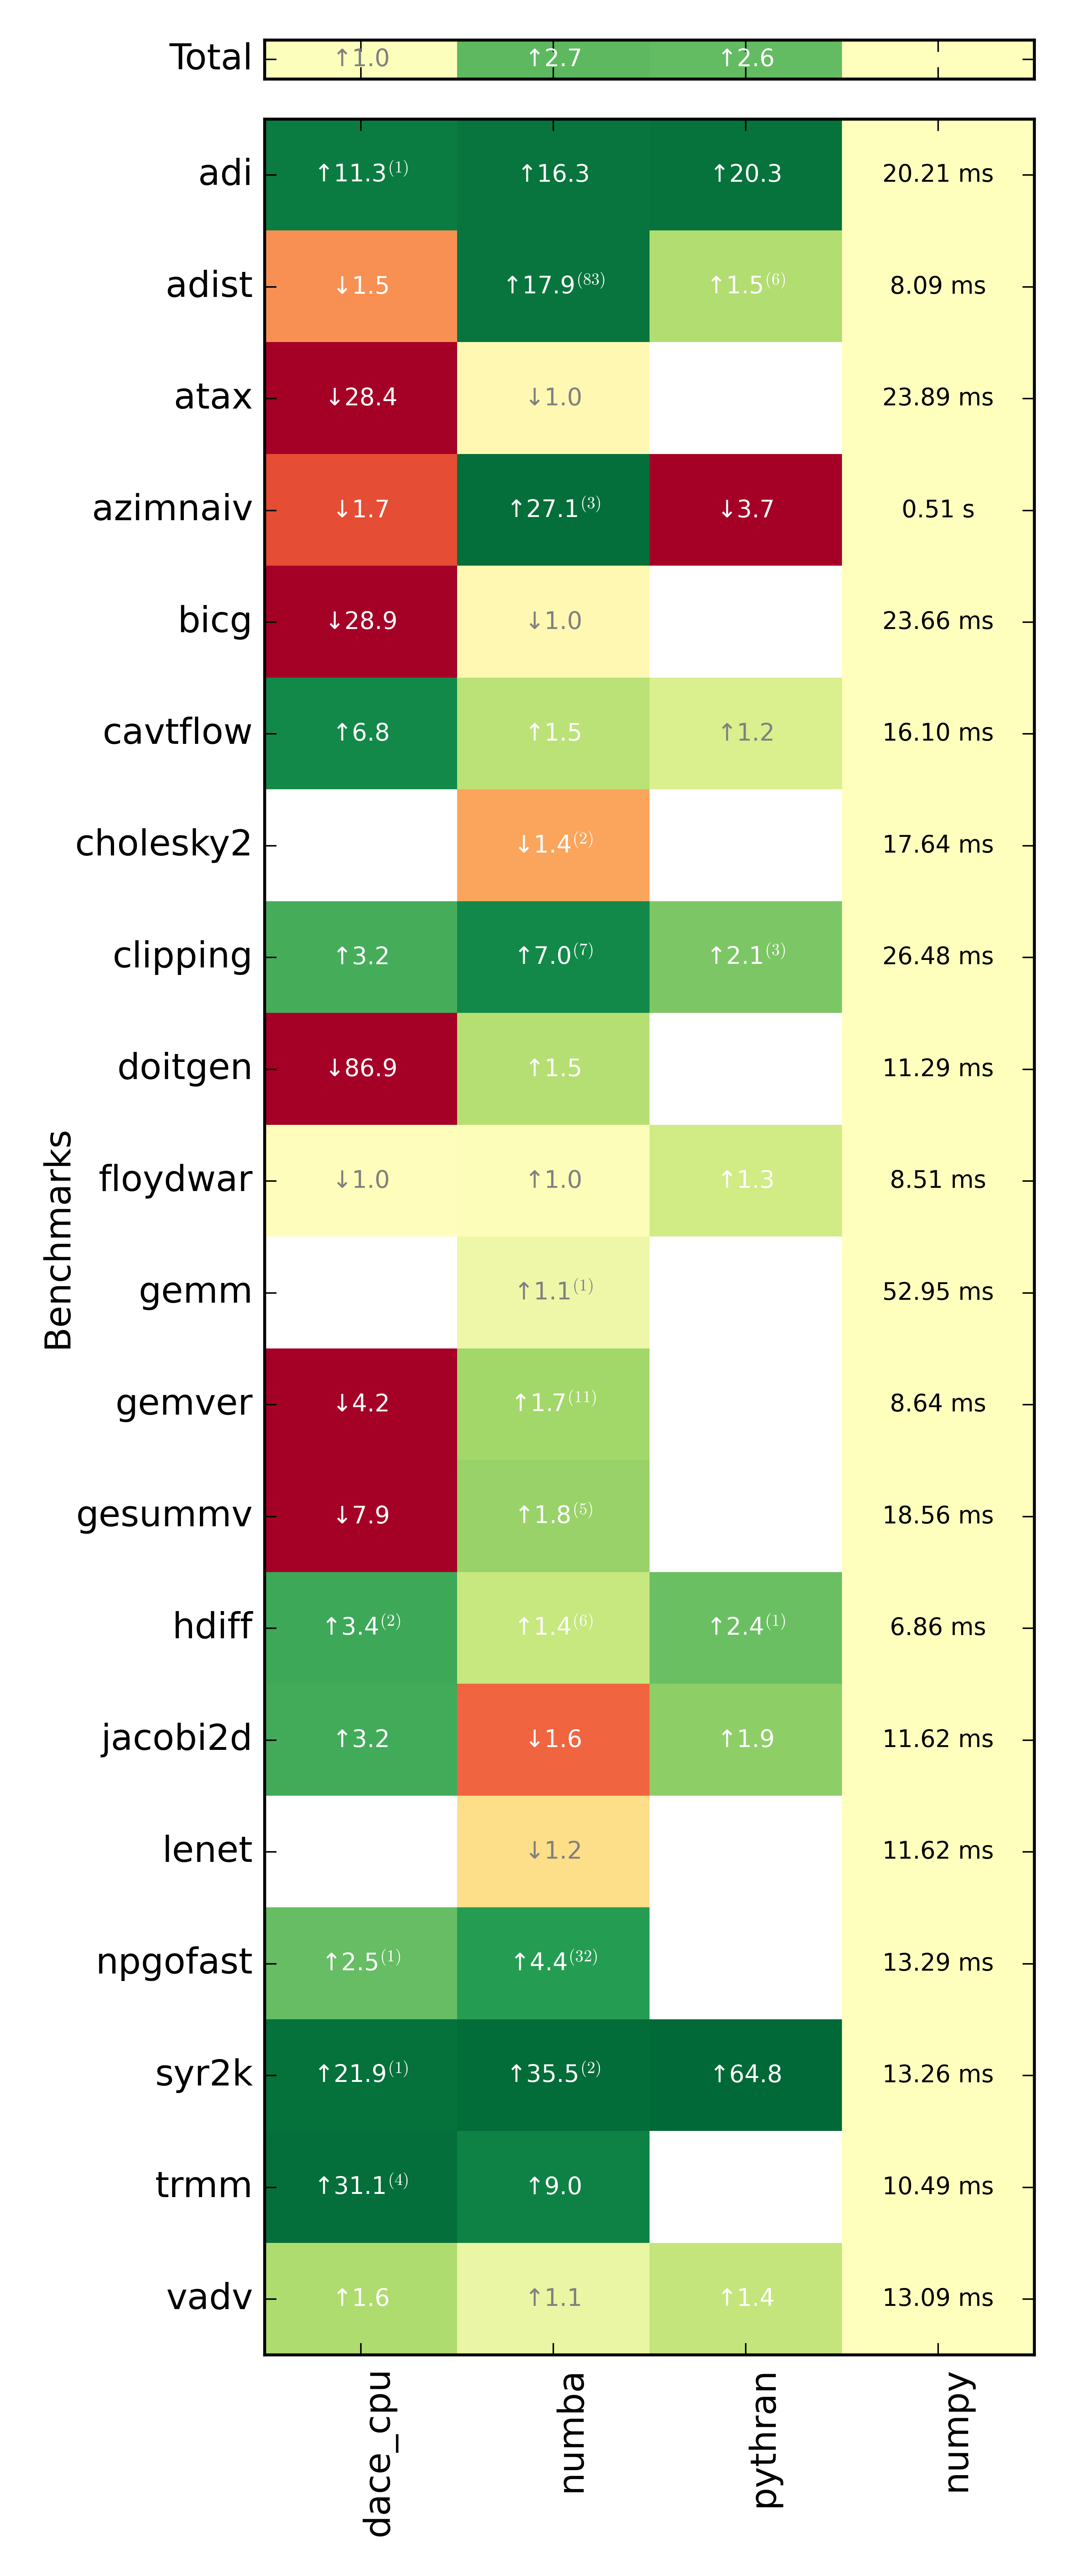 Total ↑1.0 ↑2.7 ↑2.6
adi ↑11.3(1) ↑16.3 ↑20.3 20.21 ms
adist ↓1.5 ↑17.9(83) ↑1.5(6) 8.09 ms
atax ↓28.4 ↓1.0 23.89 ms
azimnaiv ↓1.7 ↑27.1(3) ↓3.7 0.51 s
bicg ↓28.9 ↓1.0 23.66 ms
cavtflow ↑6.8 ↑1.5 ↑1.2 16.10 ms
cholesky2 ↓1.4(2) 17.64 ms
clipping ↑3.2 ↑7.0(7) ↑2.1(3) 26.48 ms
doitgen ↓86.9 ↑1.5 11.29 ms
floydwar ↓1.0 ↑1.0 ↑1.3 8.51 ms
gemm ↑1.1(1) 52.95 ms
gemver ↓4.2 ↑1.7(11) 8.64 ms
gesummv ↓7.9 ↑1.8(5) 18.56 ms
hdiff ↑3.4(2) ↑1.4(6) ↑2.4(1) 6.86 ms
jacobi2d ↑3.2 ↓1.6 ↑1.9 11.62 ms
lenet ↓1.2 11.62 ms
npgofast ↑2.5(1) ↑4.4(32) 13.29 ms
syr2k ↑21.9(1) ↑35.5(2) ↑64.8 13.26 ms
trmm ↑31.1(4) ↑9.0 10.49 ms
vadv ↑1.6 ↑1.1 ↑1.4 13.09 ms
Benchmarks
dace_cpu
numba
pythran
numpy